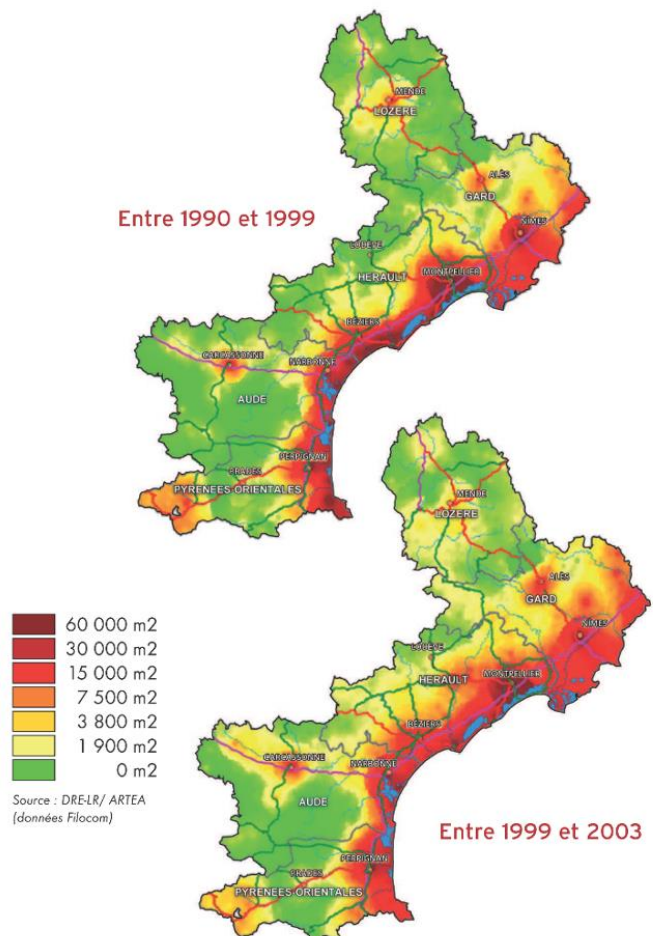 MENDE
LOZERE
ALÈS
GARD
Entre 1990 et 1999
NÎMES
LODÈVE
HERAULT
MONTPELLIER
BÉZIERS
CARCASSONNE
NARBONNE
AUDE
PERPIGNAN
PRADES
PYRENEES-ORIENTALES
MENDE
LOZERE
ALÈS
GARD
NÎMES
60 000 m2
30 000 m2
15 000 m2
7 500 m2
3 800 m2
1 900 m2
0 m2
LODÈVE
HERAULT
MONTPELLIER
BÉZIERS
CARCASSONNE
NARBONNE
Source : DRE-LR/ ARTEA
(données Filocom)
AUDE
Entre 1999 et 2003
PERPIGNAN
PRADES
PYRENEES-ORIENTALES